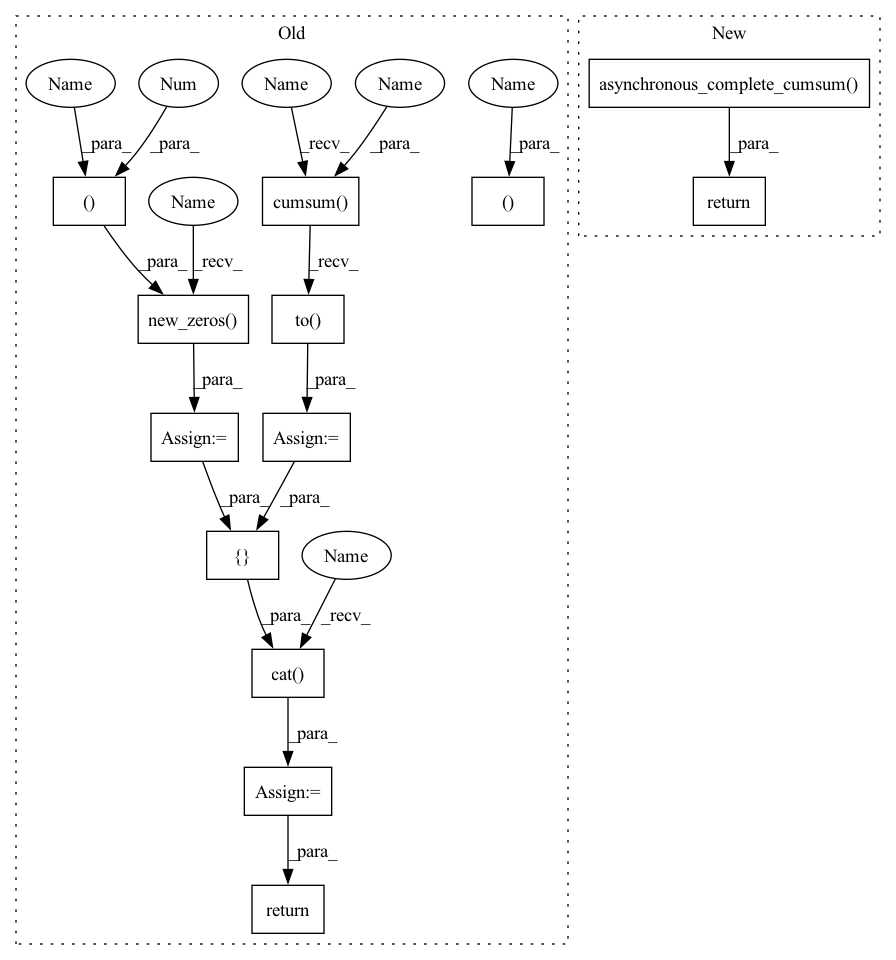 Old
New
Name
Num
Name
Name
Name
asynchronous_complete_cumsum()
_para_
_para_
_recv_
_para_
_para_
_para_
()
Name
cumsum()
()
return
_para_
_recv_
_recv_
new_zeros()
to()
_para_
_para_
Assign:=
Assign:=
_para_
_para_
{}
Name
_para_
_recv_
cat()
_para_
Assign:=
_para_
return